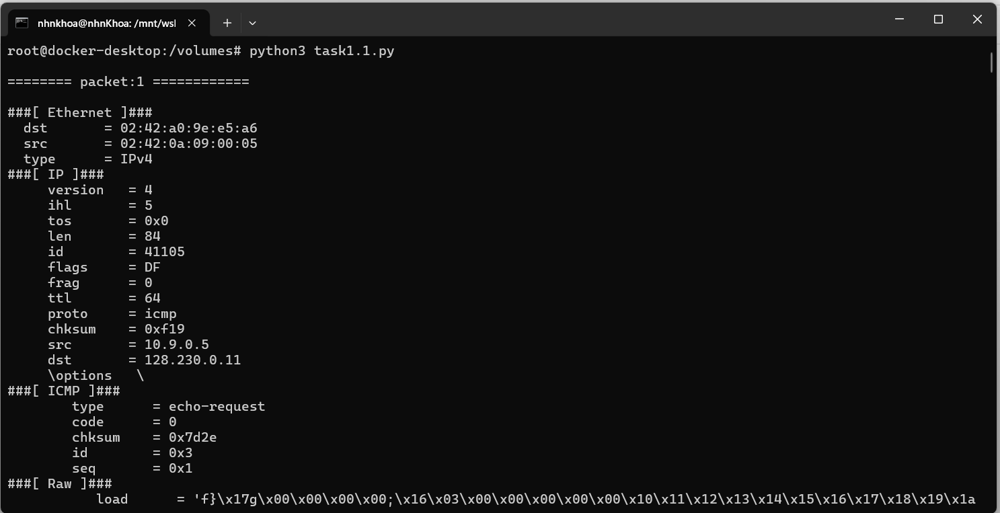 nhnkhoa@nhnKhoa: /mnt/wsl
root@docker-desktop:/volumes# python3 task1.1.py
======== packet:1 ============
###[ Ethernet ]###
  dst       = 02:42:a0:9e:e5:a6
  src       = 02:42:0a:09:00:05
  type      = IPv4
###[ IP ]###
     version   = 4
     ihl       = 5
     tos       = 0x0
     len       = 84
     id        = 41105
     flags     = DF
     frag      = 0
     ttl       = 64
     proto     = icmp
     chksum    = 0xf19
     src       = 10.9.0.5
     dst       = 128.230.0.11
     \options   \
###[ ICMP ]###
        type      = echo-request
        code      = 0
        chksum    = 0x7d2e
        id        = 0x3
        seq       = 0x1
###[ Raw ]###
           load      = 'f}\x17g\x00\x00\x00\x00;\x16\x03\x00\x00\x00\x00\x00\x10\x11\x12\x13\x14\x15\x16\x17\x18\x19\x1a